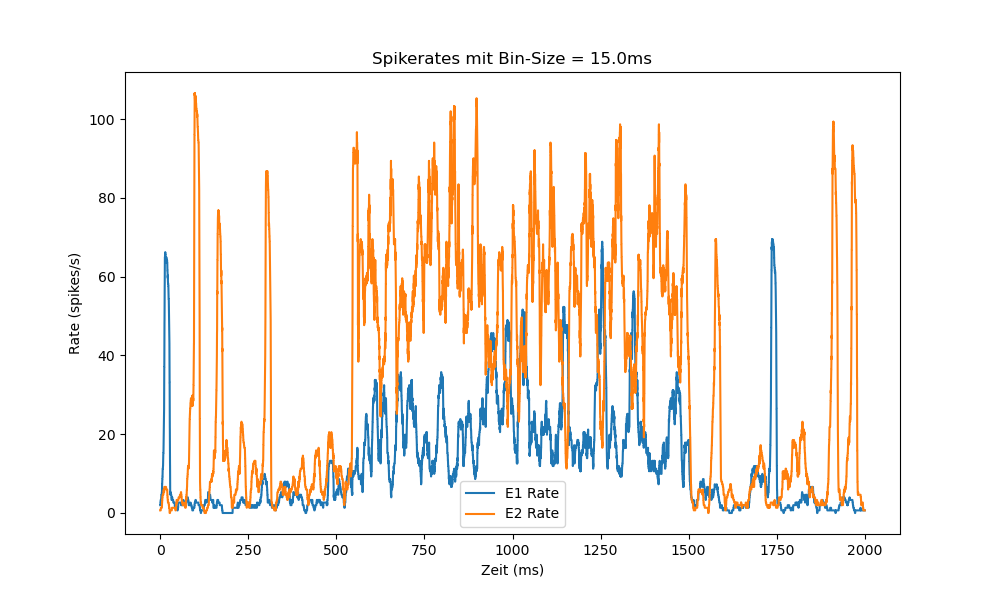 Spikerates mit Bin-Size = 15.0ms
Rate (spikes/s)
100
80
60
40
20
0
E1 Rate
E2 Rate
0 250 500 750 1000 1250 1500 1750 2000
Zeit (ms)